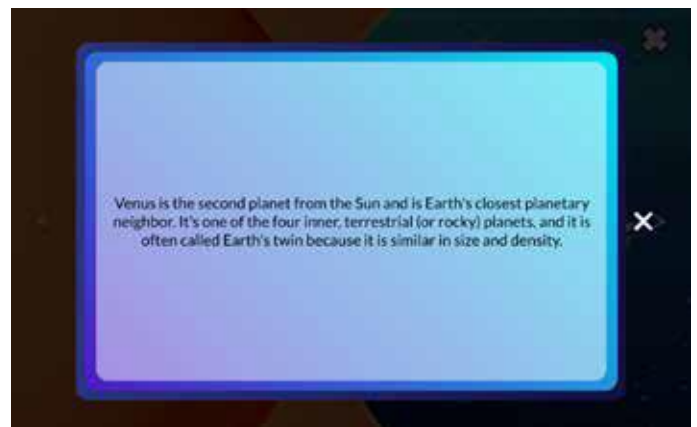 Venus is the second planet from the Sun and is Earth's closest planetary
neighbor. It's one of the four inner, terrestrial (or rocky) planets, and it is
often called Earth's twin because it is similar in size and density.